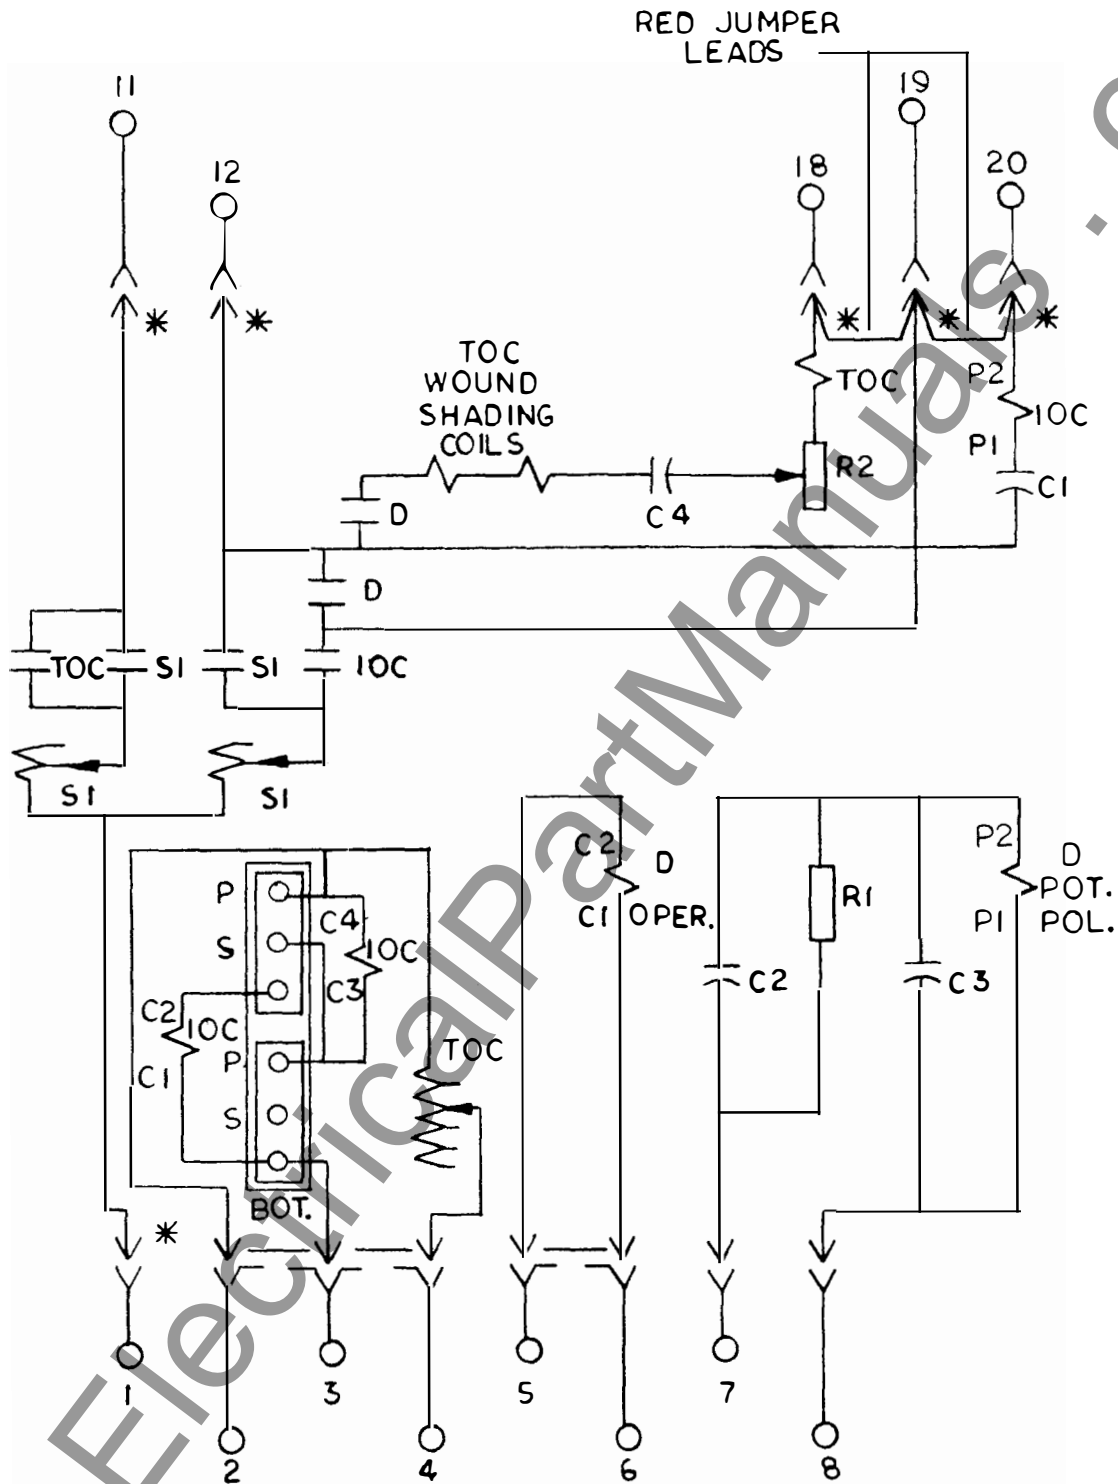 RED JUMPER
LEADS
11
19
12
18
20
*
*
*
*
*
TOC
WOUND
SHADING
COILS
TOC
P2
IOC
P1
R2
C1
D
C4
D
TOC
S1
S1
IOC
S1
S1
C2
D
C1
OPER.
P2
D
POT.
P1
POL.
R1
P
C4
S
IOC
C3
C2
IOC
C2
C3
TOC
P
C1
S
BOT.
*
1
3
5
7
2
4
6
8
ElectricalPartManuals .